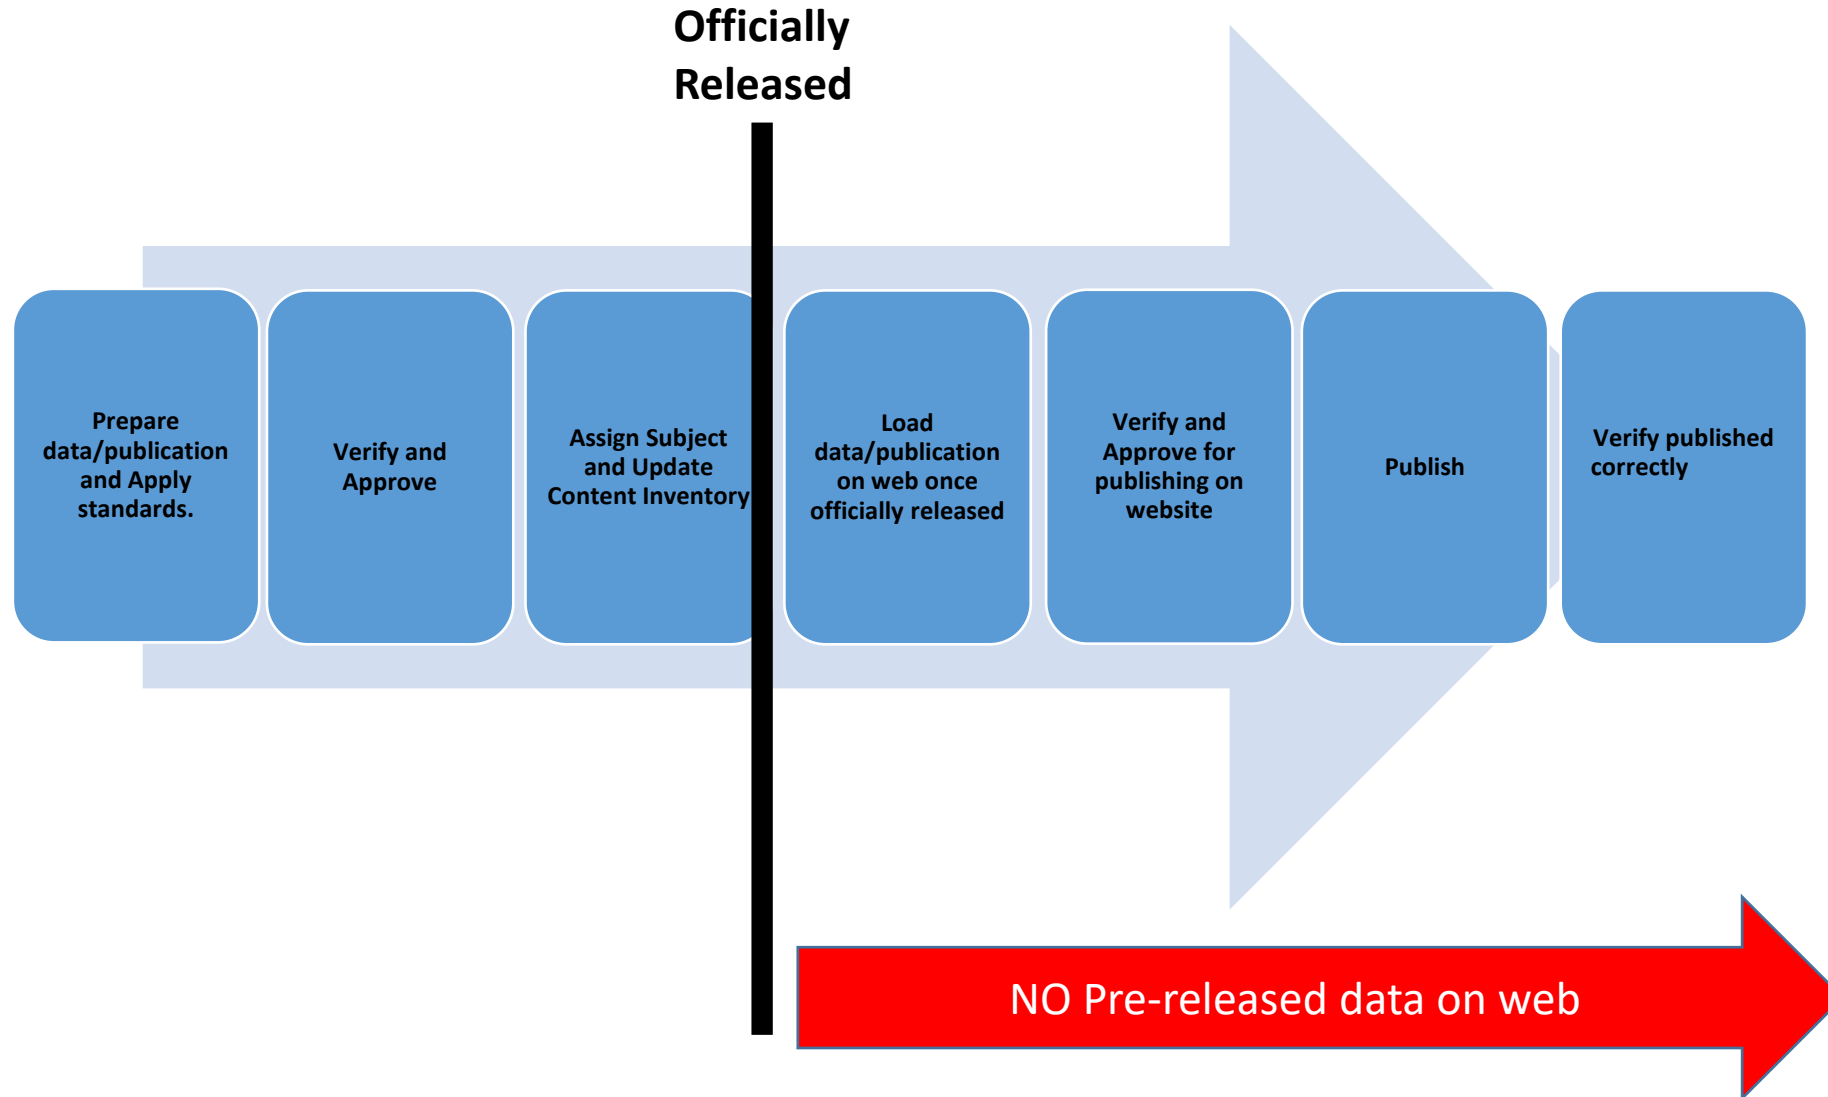 Officially
Released
Prepare
data/publication
and Apply
standards.
Verify and
Approve
Assign Subject
and Update
Content Inventory
Load
data/publication
on web once
officially released
Verify and
Approve for
publishing on
website
Publish
Verify published
correctly
NO Pre-released data on web